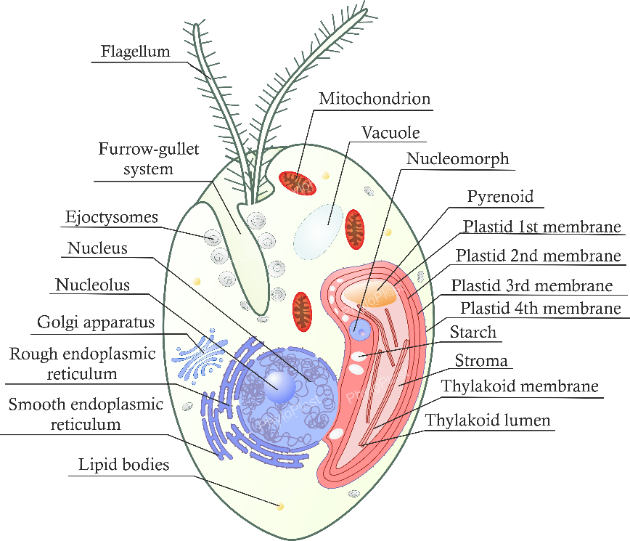 Flagellum
Mitochondrion
Vacuole
Furrow-gullet
system
Nucleomorph
Pyrenoid
Ejoctysomes
Plastid 1st membrane
Nucleus
Plastid 2nd membrane
Nucleolus
Plastid 3rd membrane
Plastid 4th membrane
Golgi apparatus
Starch
Rough endoplasmic
reticulum
Stroma
Thylakoid membrane
Smooth endoplasmic
reticulum
Thylakoid lumen
Lipid bodies